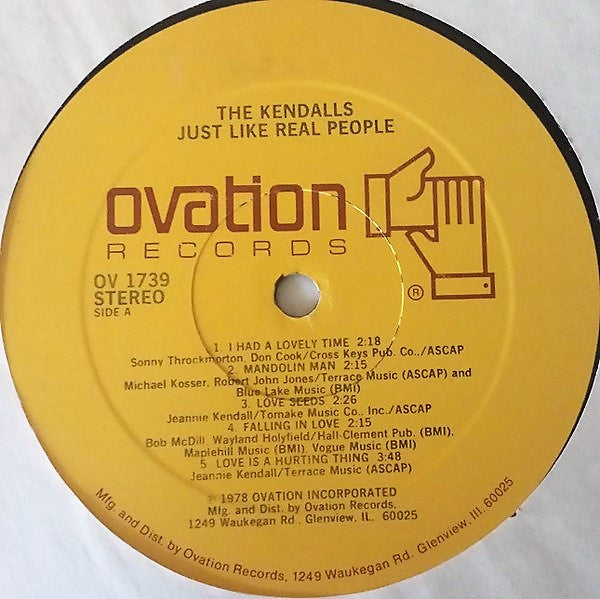 THE KENDALLS
JUST LIKE REAL PEOPLE
ovation
RECORDS
®
OV 1739
STEREO
SIDE A
1. I HAD A LOVELY TIME 2:18
Sonny Throckmorton, Don Cook/Cross Keys Pub. Co.,/ASCAP
2. MANDOLIN MAN 2:15
Michael Kosser, Robert John Jones/Terrace Music (ASCAP) and
Blue Lake Music (BMI)
3. LOVE SEEDS 2:26
Jeannie Kendall/Tomake Music Co., Inc./ASCAP
4. FALLING IN LOVE 2:15
Bob McDill, Wayland Holyfield/Hall-Clement Pub. (BMI),
Maplehill Music (BMI), Vogue Music (BMI)
5 LOVE IS A HURTING THING 3:48
Jeannie Kendall/Terrace Music (ASCAP)
℗ 1978 OVATION INCORPORATED
Mfg. and Dist. by Ovation Records,
1249 Waukegan Rd., Glenview, IL. 60025
Mfg. and Dist. by Ovation Records, 1249 Waukegan Rd. Glenview, Ill. 60025